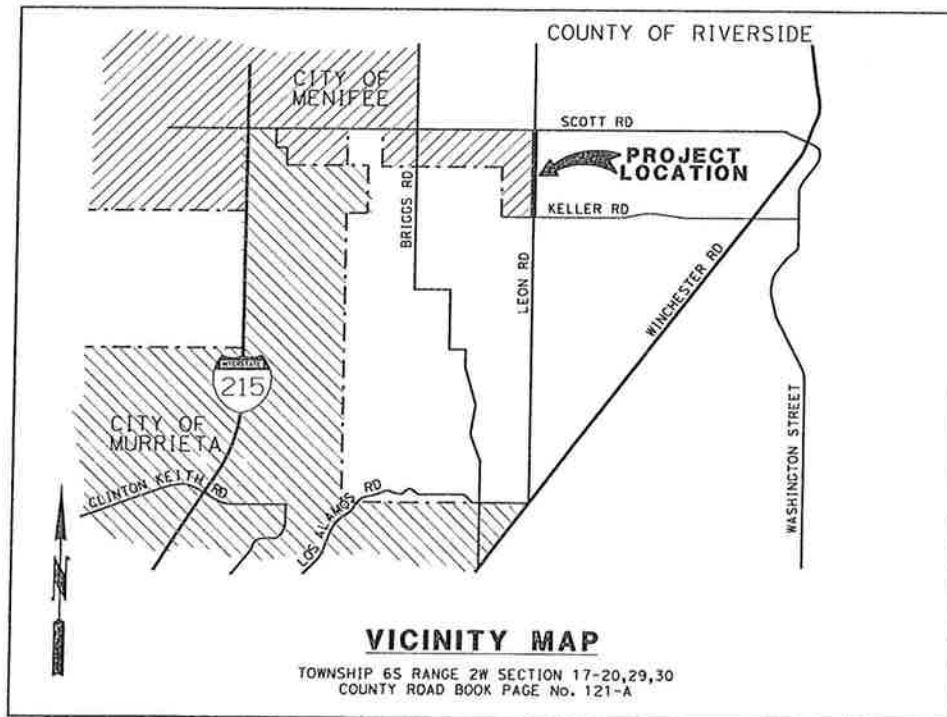 COUNTY OF RIVERSIDE
CITY OF
MENIFEE
SCOTT RD
PROJECT
LOCATION
BRIGGS RD
KELLER RD
LEON RD
WINCHESTER RD
INTERSTATE
215
CITY OF
MURRIETA
CLINTON KEITH RD
LOS ALAMOS RD
WASHINGTON STREET
N
VICINITY MAP
TOWNSHIP 6S RANGE 2W SECTION 17-20,29,30
COUNTY ROAD BOOK PAGE No. 121-A